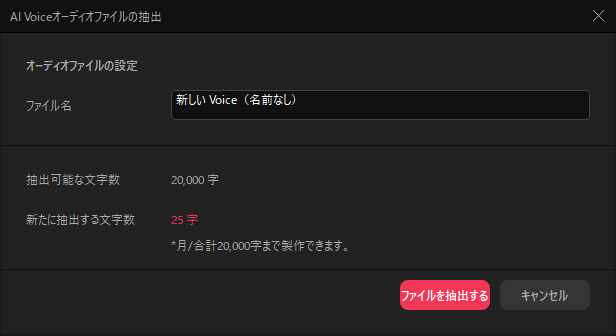 AI Voiceオーディオファイルの抽出
オーディオファイルの設定
ファイル名 新しい Voice（名前なし）
抽出可能な文字数 20,000 字
新たに抽出する文字数 25 字
*月/合計20,000字まで製作できます。
ファイルを抽出する キャンセル